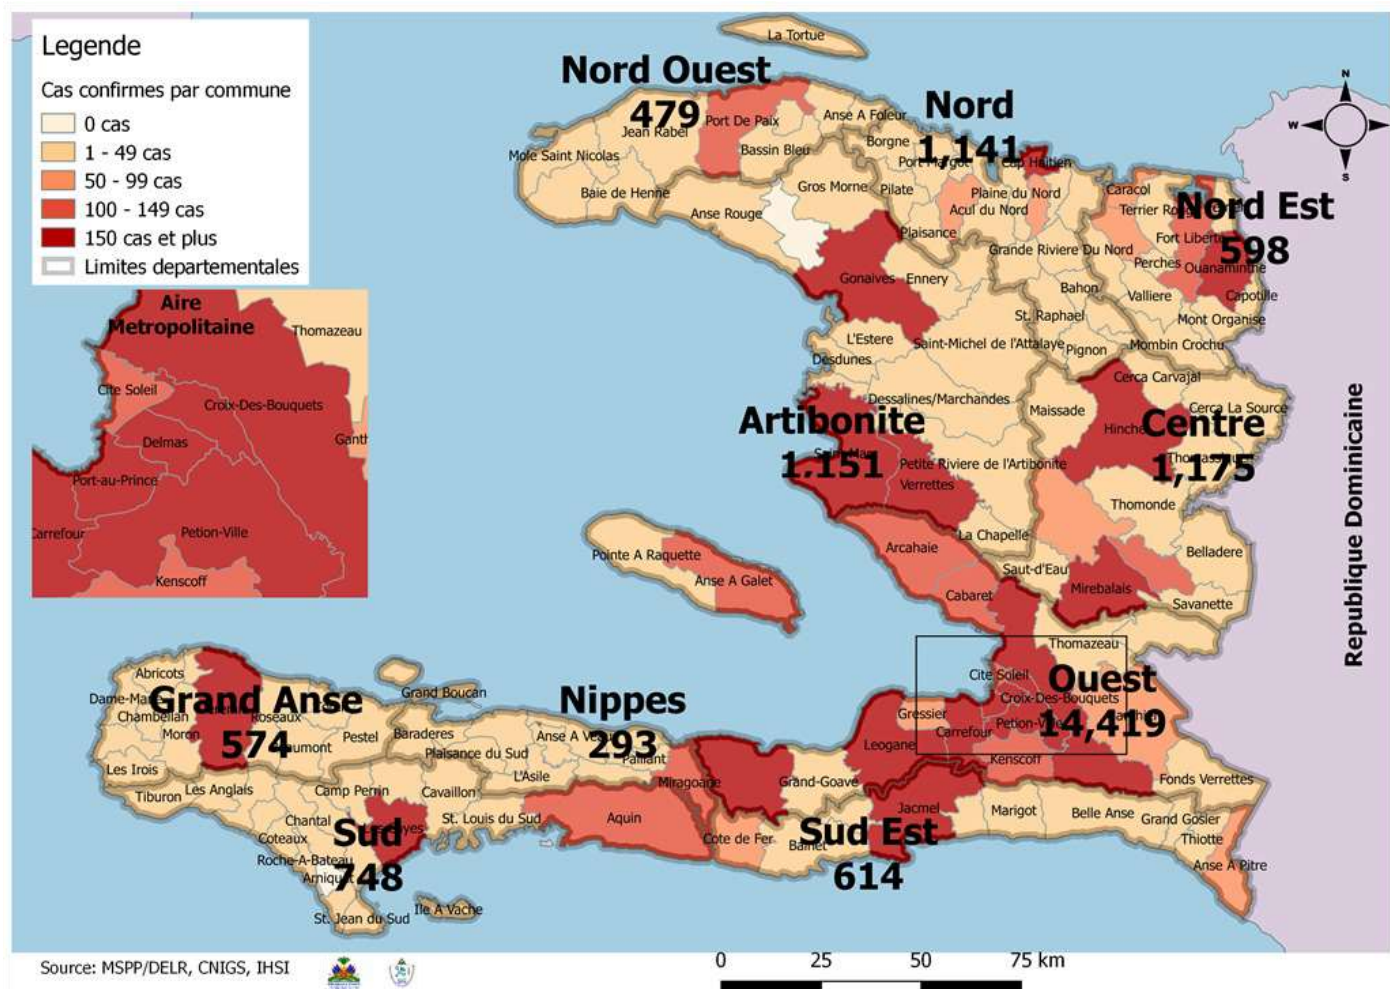 Legende
Cas confirmes par commune
0 cas
1 - 49 cas
50 - 99 cas
100 - 149 cas
150 cas et plus
Limites departementales
Aire
Metropolitaine
Thomazeau
Cite Soleil
Croix-Des-Bouquets
Delmas
Port-au-Prince
Carrefour
Petion-Ville
Kenscoff
La Tortue
Nord Ouest
479
Port De Paix
Jean Rabel
Anse A Foleur
Bassin Bleu
Mole Saint Nicolas
Baie de Henne
Nord
1,141
Borgne
Port Margot
Cap Haitien
Gros Morne
Pilate
Plaine du Nord
Acul du Nord
Anse Rouge
Plaisance
N
W
S
Caracol
Nord Est
598
Terrier Rouge
Fort Liberte
Grande Riviere Du Nord
Perches
Ouanaminthe
Gonaives
Ennery
Bahon
Valliere
Capotille
St. Raphael
Mont Organise
L'Estere
Saint-Michel de l'Attalaye
Pignon
Mombin Crochu
Desdunes
Cerca Carvajal
Dessalines/Marchandes
Maissade
Cerca La Source
Artibonite
1,151
Hinche
Centre
1,175
Petite Riviere de l'Artibonite
Verrettes
Thomonde
La Chapelle
Pointe A Raquette
Anse A Galet
Arcahaie
Belladere
Saut-d'Eau
Mirebalais
Cabaret
Savanette
Republique Dominicaine
Thomazeau
Cite Soleil
Ouest
14,419
Croix-Des-Bouquets
Gressier
Carrefour
Petion-Ville
Leogane
Kenscoff
Fonds Verrettes
Abricots
Grand Anse
574
Chambellan
Moron
Roseaux
Les Irois
Pestel
Grand Boucan
Baraderes
Nippes
293
Anse A Veau
Plaisance du Sud
Paillant
L'Asile
Miragoane
Grand-Goave
Tiburon
Les Anglais
Camp Perrin
Cavaillon
Chantal
Coteaux
Sud
748
St. Louis du Sud
Aquin
Roche-A-Bateau
St. Jean du Sud
Ile A Vache
Cote de Fer
Sud Est
614
Jacmel
Marigot
Belle Anse
Grand Gosier
Thiotte
Anse A Pitre
Source: MSPP/DELR, CNIGS, IHSI
0 25 50 75 km